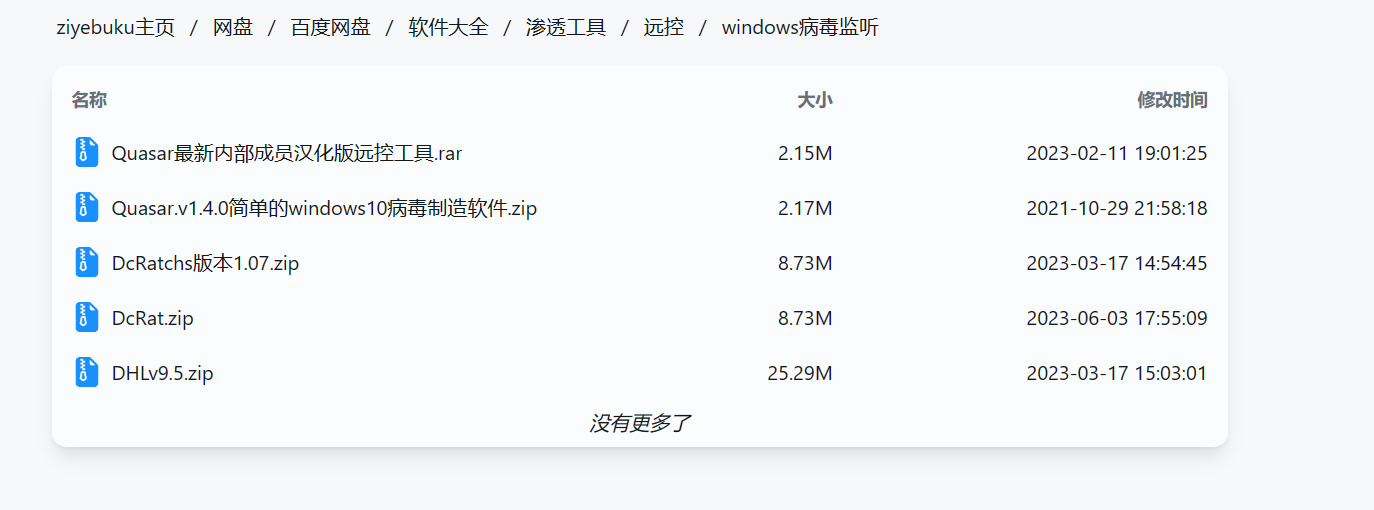 ziyebuku主页 / 网盘 / 百度网盘 / 软件大全 / 渗透工具 / 远控 / windows病毒监听
名称 大小 修改时间
Quasar最新内部成员汉化版远控工具.rar 2.15M 2023-02-11 19:01:25
Quasar.v1.4.0简单的windows10病毒制造软件.zip 2.17M 2021-10-29 21:58:18
DcRatchs版本1.07.zip 8.73M 2023-03-17 14:54:45
DcRat.zip 8.73M 2023-06-03 17:55:09
DHLv9.5.zip 25.29M 2023-03-17 15:03:01
没有更多了